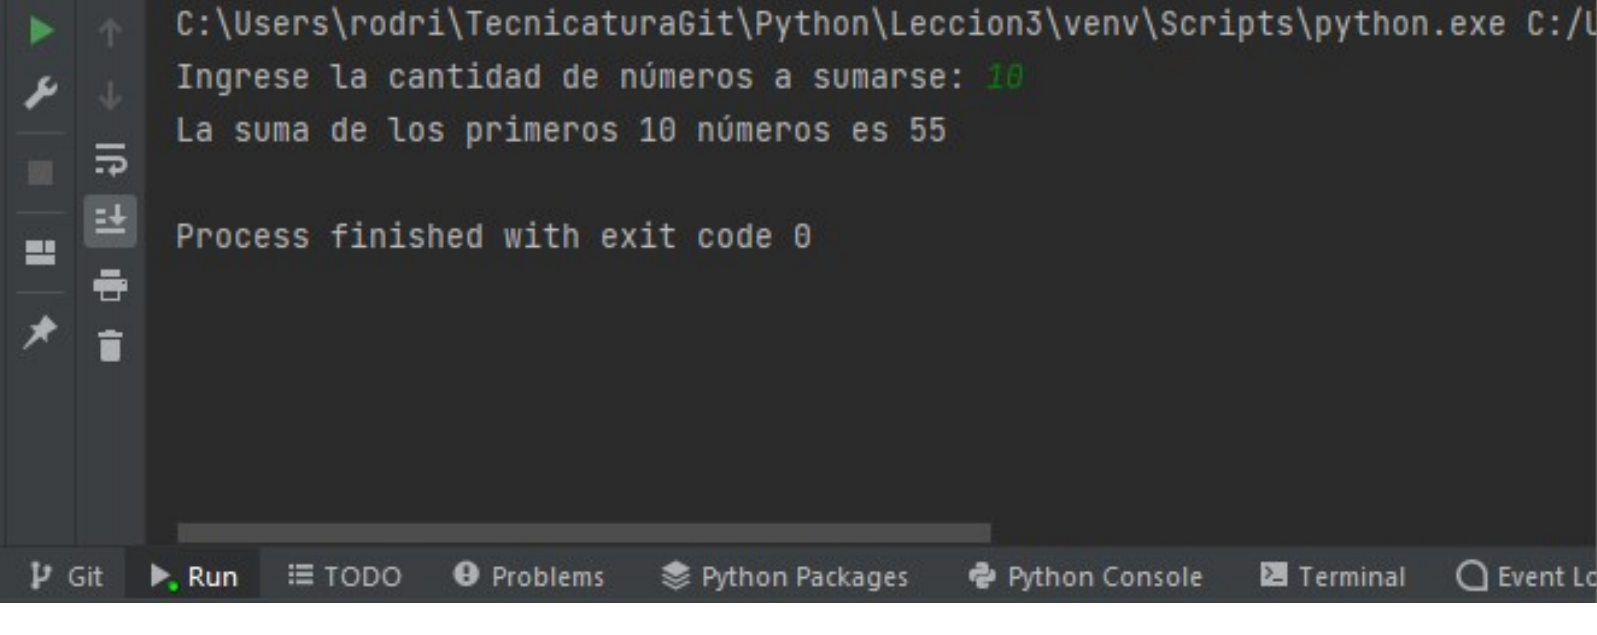 C:\Users\rodri\TecnicaturaGit\Python\Leccion3\venv\Scripts\python.exe C:/U
Ingrese la cantidad de números a sumarse: 10
La suma de los primeros 10 números es 55
Process finished with exit code 0
Git Run TODO Problems Python Packages Python Console Terminal Event Lo